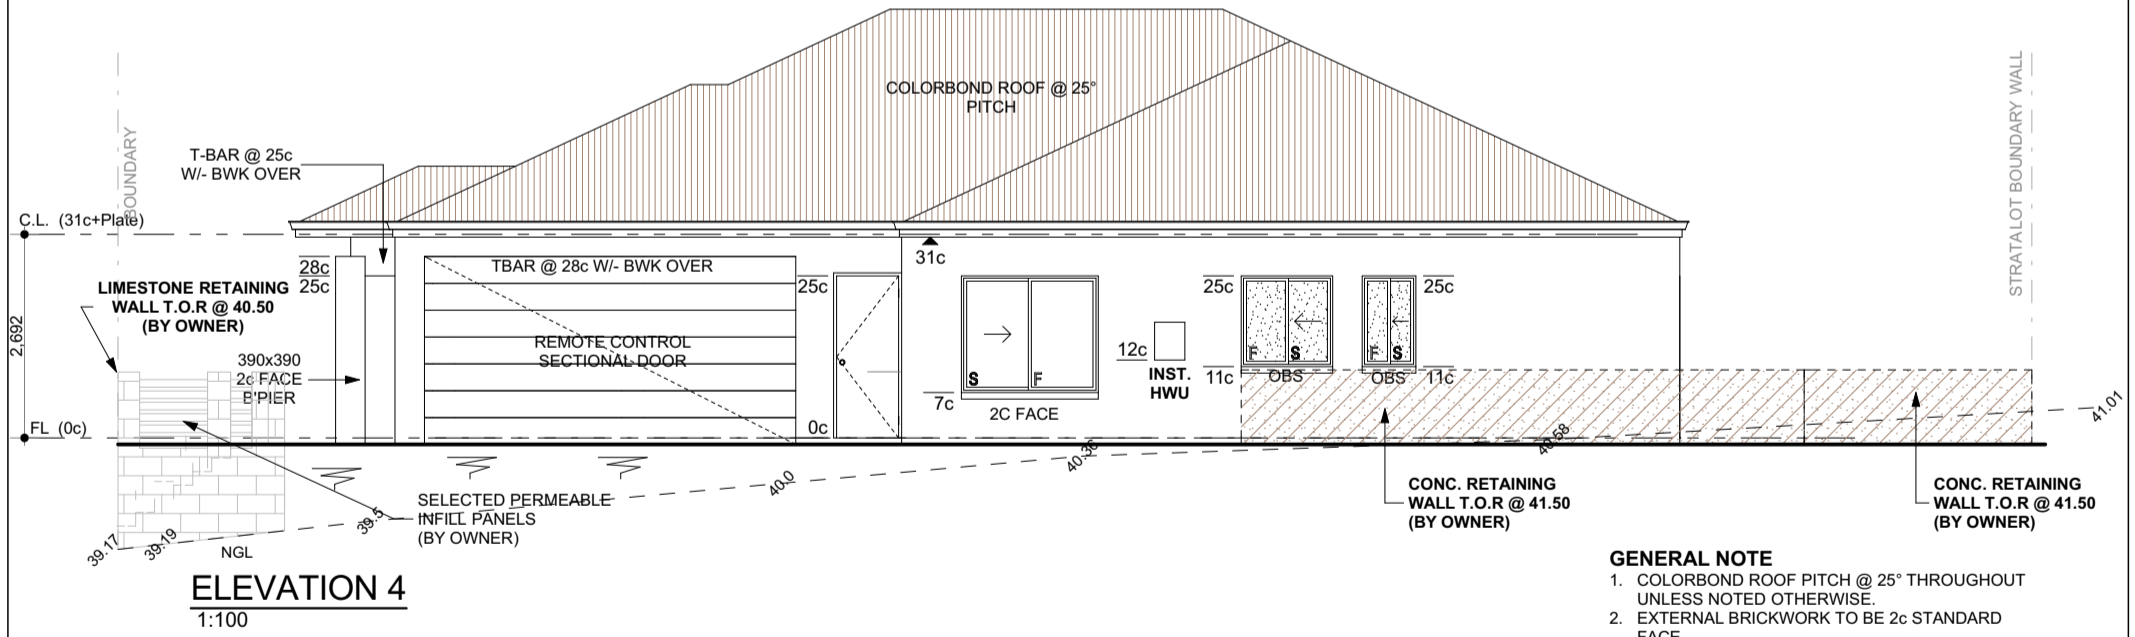 COLORBOND ROOF @ 25°
PITCH
BOUNDARY
STRATALOT BOUNDARY WALL
T-BAR @ 25c
W/- BWK OVER
C.L. (31c+Plate)
31c
28c
25c
TBAR @ 28c W/- BWK OVER
25c
25c
25c
LIMESTONE RETAINING
WALL T.O.R @ 40.50
(BY OWNER)
2,692
REMOTE CONTROL
SECTIONAL DOOR
390x390
2c FACE
B'PIER
12c
INST.
HWU
F
S
F
S
S
F
11c
OBS
OBS
11c
7c
2C FACE
FL (0c)
0c
41.01
40.58
40.30
40.0
39.5
39.19
39.17
NGL
SELECTED PERMEABLE
INFILL PANELS
(BY OWNER)
CONC. RETAINING
WALL T.O.R @ 41.50
(BY OWNER)
CONC. RETAINING
WALL T.O.R @ 41.50
(BY OWNER)
ELEVATION 4
1:100
GENERAL NOTE
1. COLORBOND ROOF PITCH @ 25° THROUGHOUT
UNLESS NOTED OTHERWISE.
2. EXTERNAL BRICKWORK TO BE 2c STANDARD
FACE